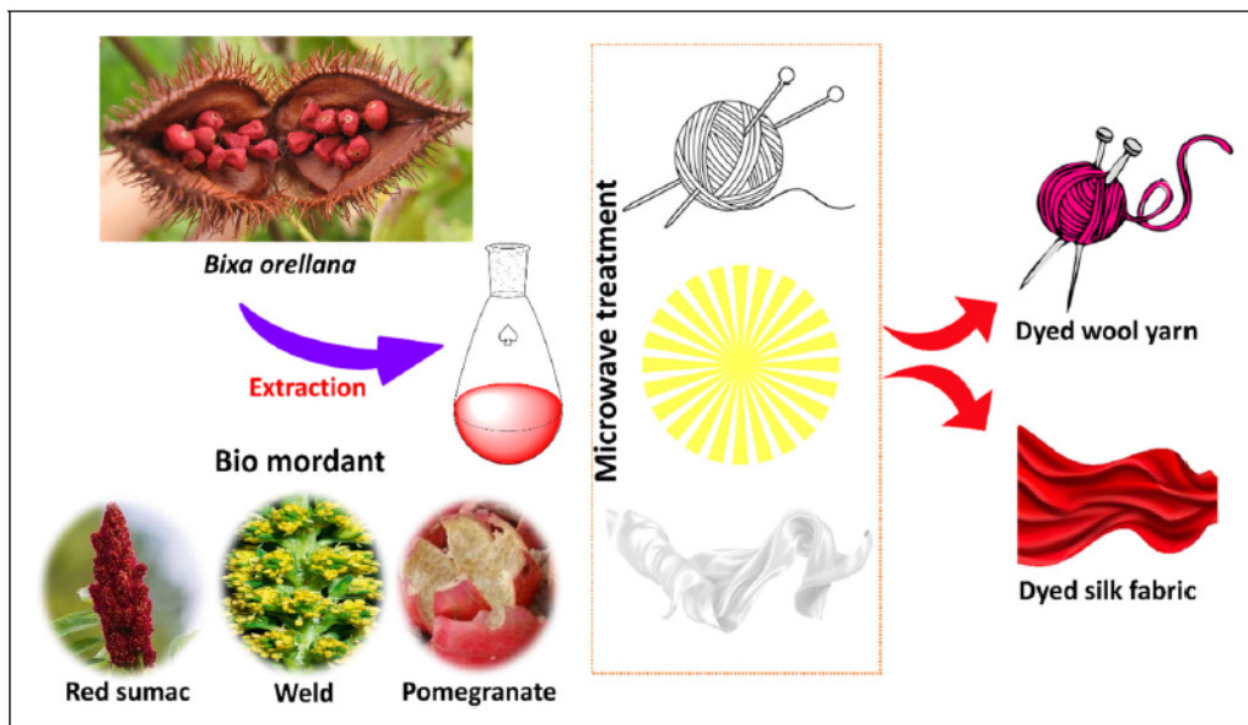 Bixa orellana
Extraction
Bio mordant
Red sumac
Weld
Pomegranate
Microwave treatment
Dyed wool yarn
Dyed silk fabric